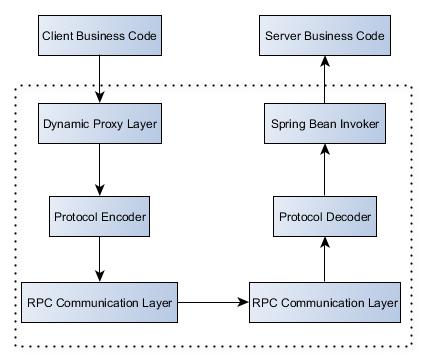 Client Business Code
Server Business Code
Dynamic Proxy Layer
Spring Bean Invoker
Protocol Encoder
Protocol Decoder
RPC Communication Layer
RPC Communication Layer